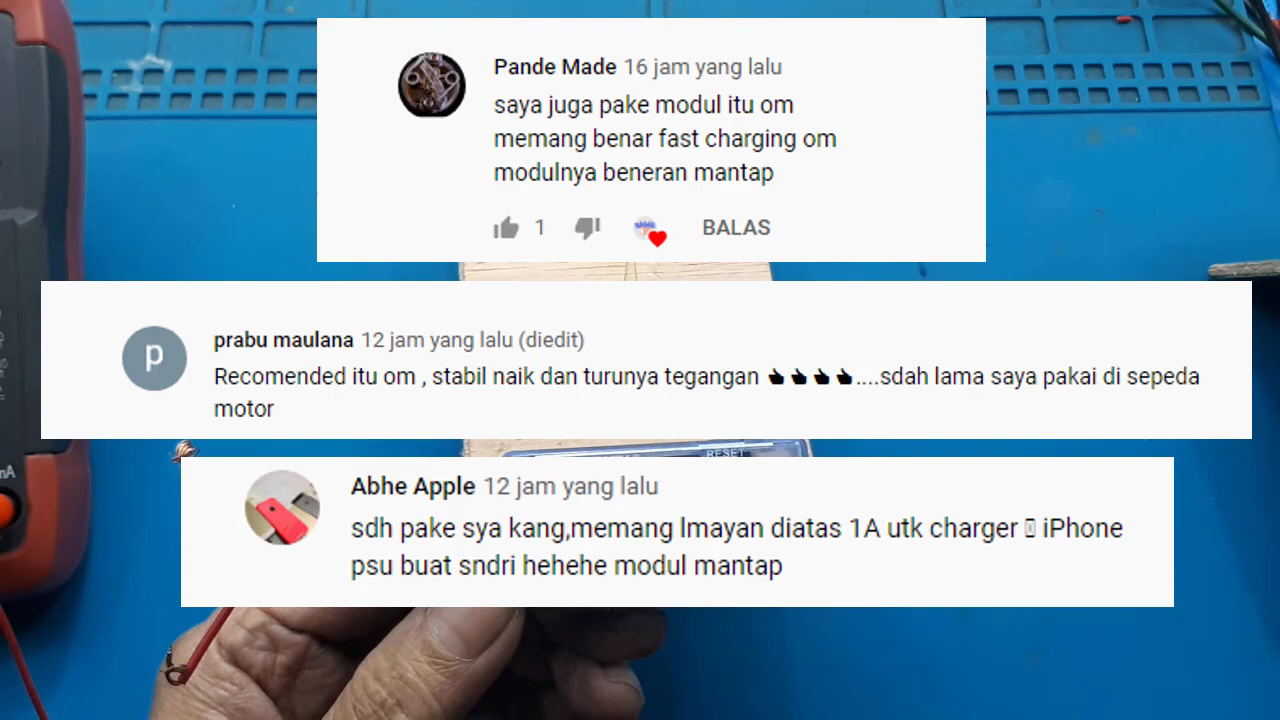 Pande Made 16 jam yang lalu
saya juga pake modul itu om
memang benar fast charging om
modulnya beneran mantap
1 BALAS
prabu maulana 12 jam yang lalu (diedit)
Recomended itu om , stabil naik dan turunya tegangan 👍👍👍👍....sdah lama saya pakai di sepeda
motor
RESET
mA
Abhe Apple 12 jam yang lalu
sdh pake sya kang,memang lmayan diatas 1A utk charger iPhone
psu buat sndri hehehe modul mantap